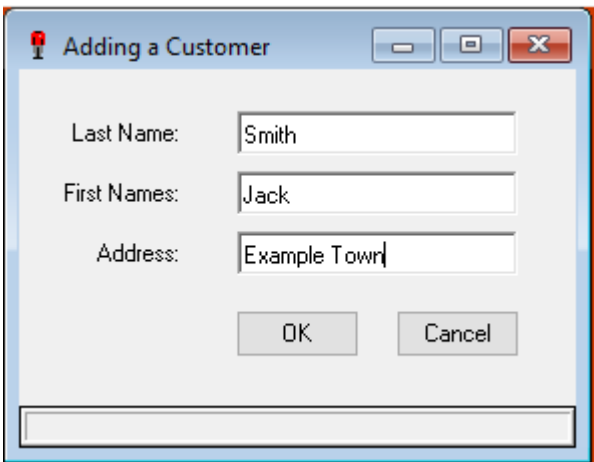 Adding a Customer
Last Name: Smith
First Names: Jack
Address: Example Town
OK Cancel